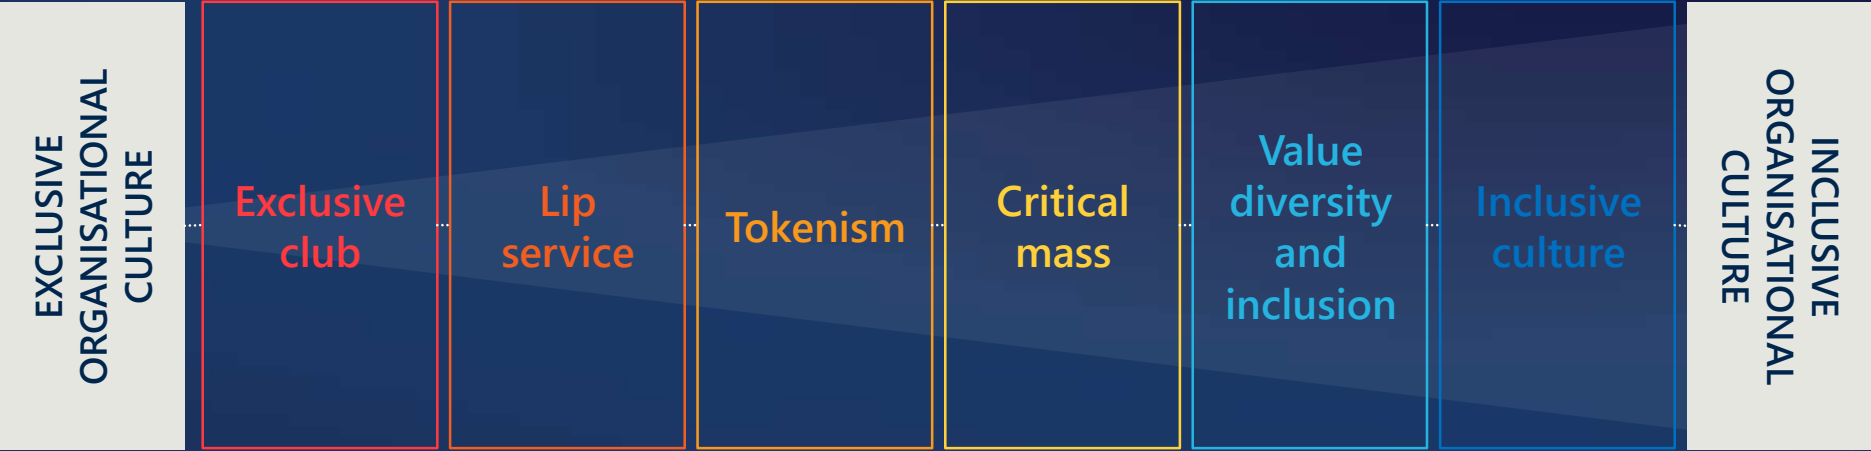 EXCLUSIVE
ORGANISATIONAL
CULTURE
Exclusive
club
Lip
service
Tokenism
Critical
mass
Value
diversity
and
inclusion
Inclusive
culture
INCLUSIVE
ORGANISATIONAL
CULTURE